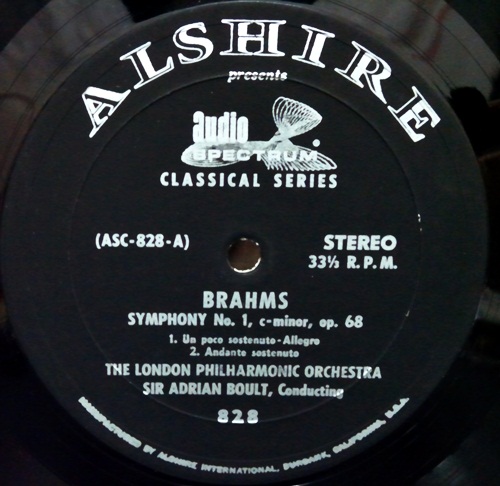 ALSHIRE
presents
audio
SPECTRUM
CLASSICAL SERIES
(ASC-828-A)
STEREO
33⅓ R.P.M.
BRAHMS
SYMPHONY No. 1, c-minor, op. 68
1. Un poco sostenuto-Allegro
2. Andante sostenuto
THE LONDON PHILHARMONIC ORCHESTRA
SIR ADRIAN BOULT, Conducting
828
MANUFACTURED BY ALSHIRE INTERNATIONAL, BURBANK, CALIFORNIA, U.S.A.